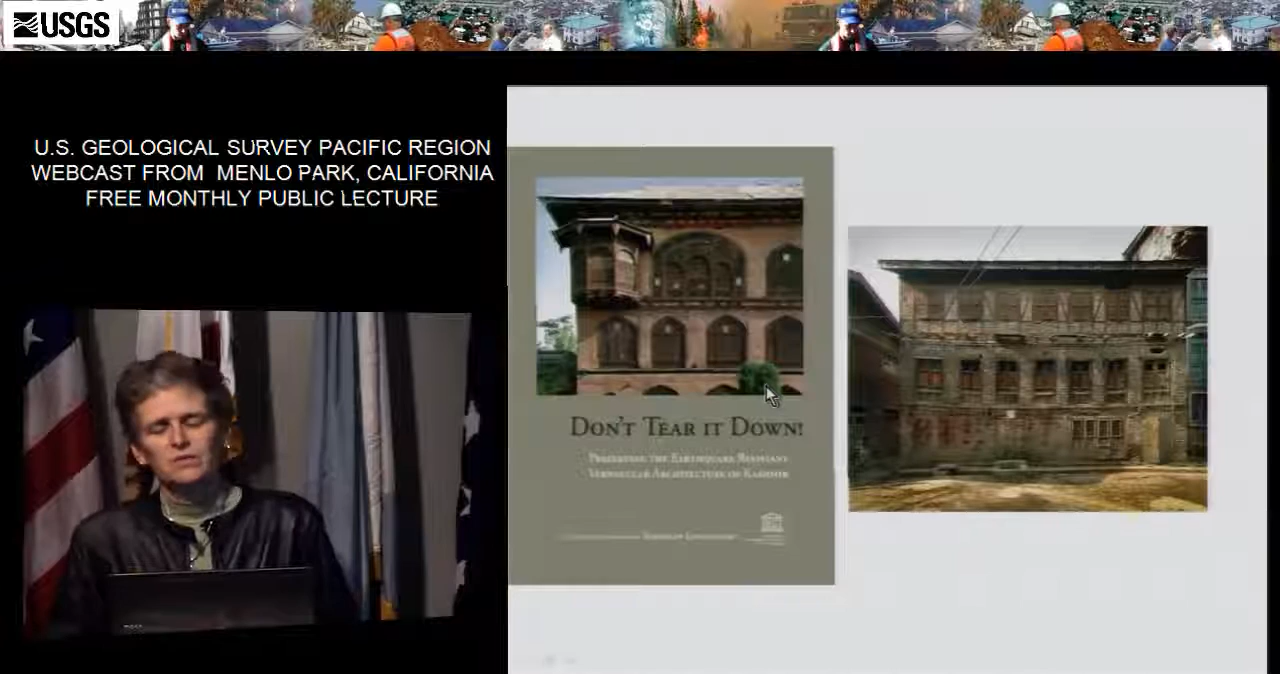 USGS
U.S. GEOLOGICAL SURVEY PACIFIC REGION
WEBCAST FROM MENLO PARK, CALIFORNIA
FREE MONTHLY PUBLIC LECTURE
DON'T TEAR IT DOWN!
PRESERVING THE EARTHQUAKE RESISTANT
VERNACULAR ARCHITECTURE OF KASHMIR